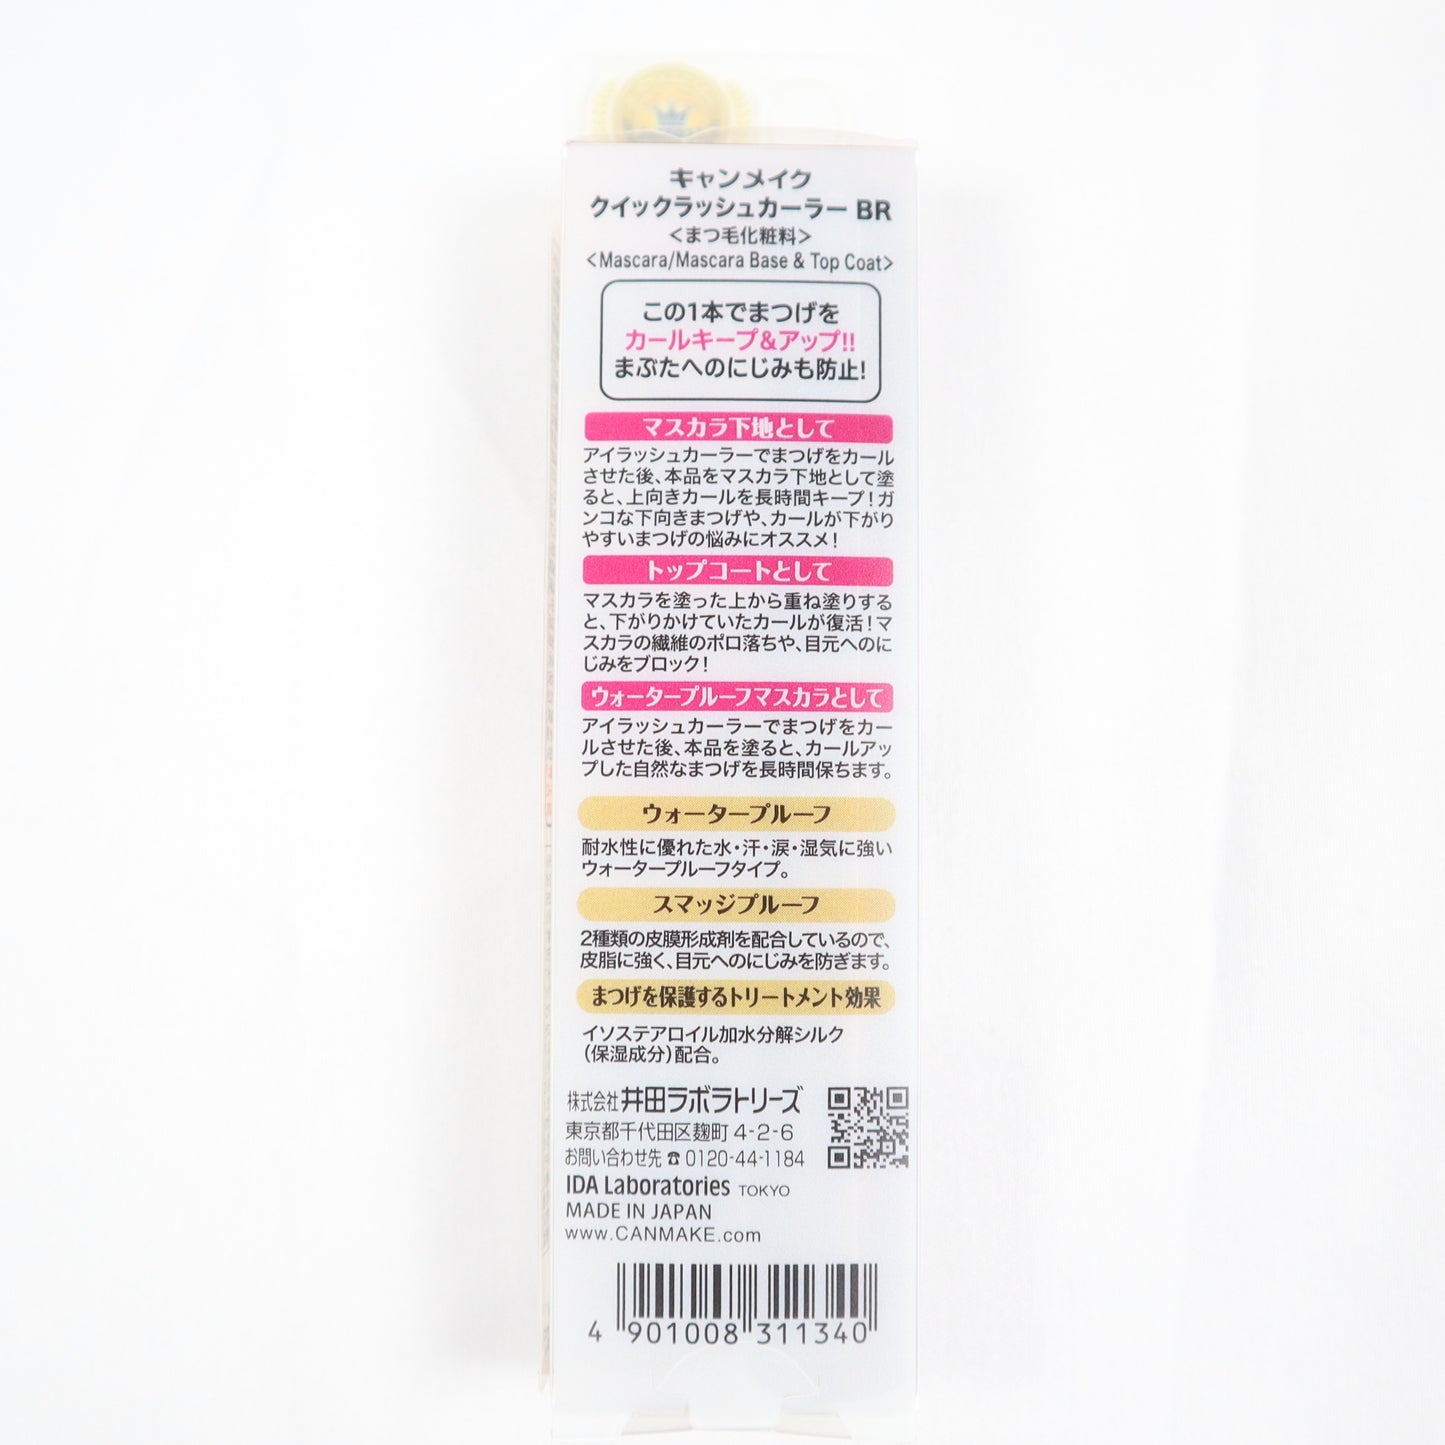 キャンメイク
クイックラッシュカーラー BR
<まつ毛化粧料>
<Mascara/Mascara Base & Top Coat>
この1本でまつげを
カールキープ&アップ!!
まぶたへのにじみも防止!
マスカラ下地として
アイラッシュカーラーでまつげをカール
させた後、本品をマスカラ下地として塗
ると、上向きカールを長時間キープ!ガ
ンコな下向きまつげや、カールが下がり
やすいまつげの悩みにオススメ!
トップコートとして
マスカラを塗った上から重ね塗りする
と、下がりかけていたカールが復活!マ
スカラの繊維のポロ落ちや、目元へのに
じみをブロック!
ウォータープルーフマスカラとして
アイラッシュカーラーでまつげをカー
ルさせた後、本品を塗ると、カールアッ
プした自然なまつげを長時間保ちます。
ウォータープルーフ
耐水性に優れた水・汗・涙・湿気に強い
ウォータープルーフタイプ。
スマッジプルーフ
2種類の皮膜形成剤を配合しているので、
皮脂に強く、目元へのにじみを防ぎます。
まつげを保護するトリートメント効果
イソステアロイル加水分解シルク
(保湿成分)配合。
株式会社 井田ラボラトリーズ
東京都千代田区麹町 4-2-6
お問い合わせ先 ☎ 0120-44-1184
IDA Laboratories TOKYO
MADE IN JAPAN
www.CANMAKE.com
4 901008 311340